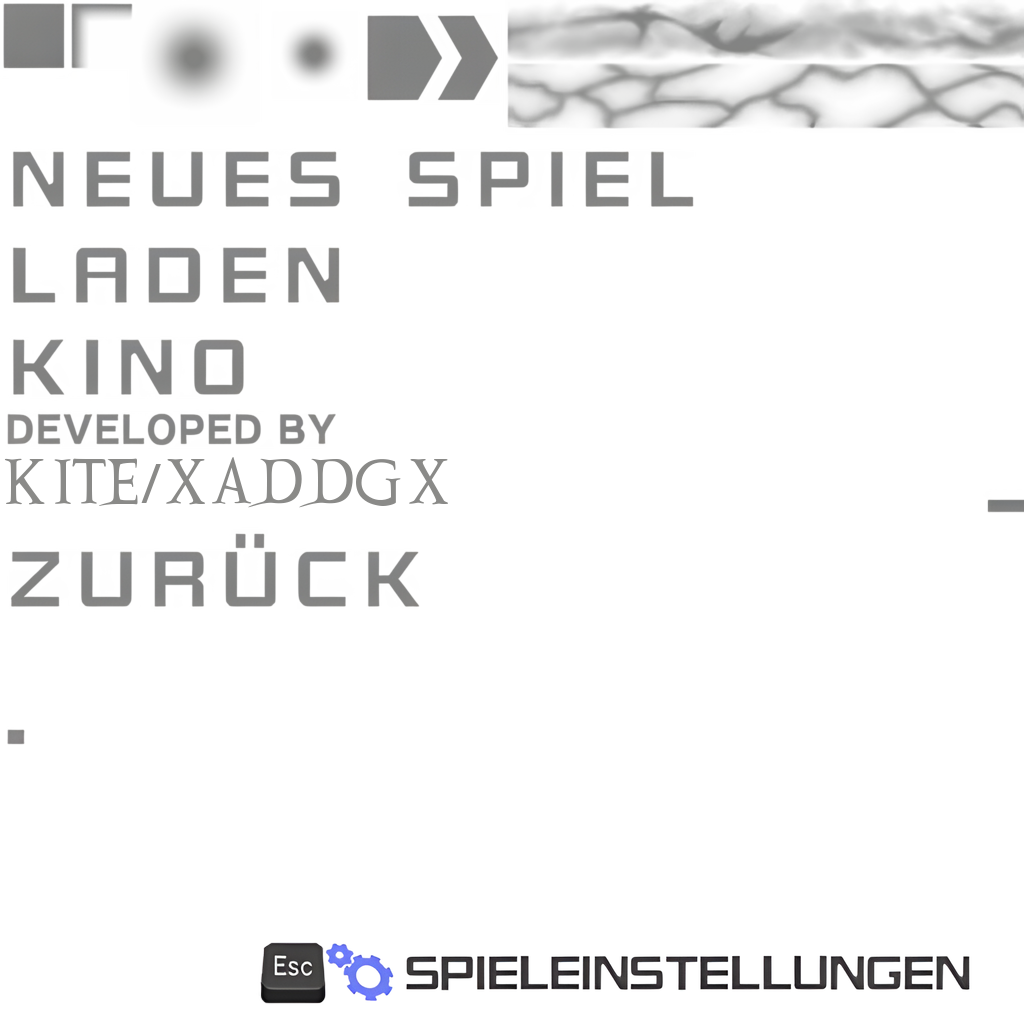 NEUES SPIEL
LADEN
KINO
DEVELOPED BY
KITE/XADDGX
ZURÜCK
Esc SPIELEINSTELLUNGEN